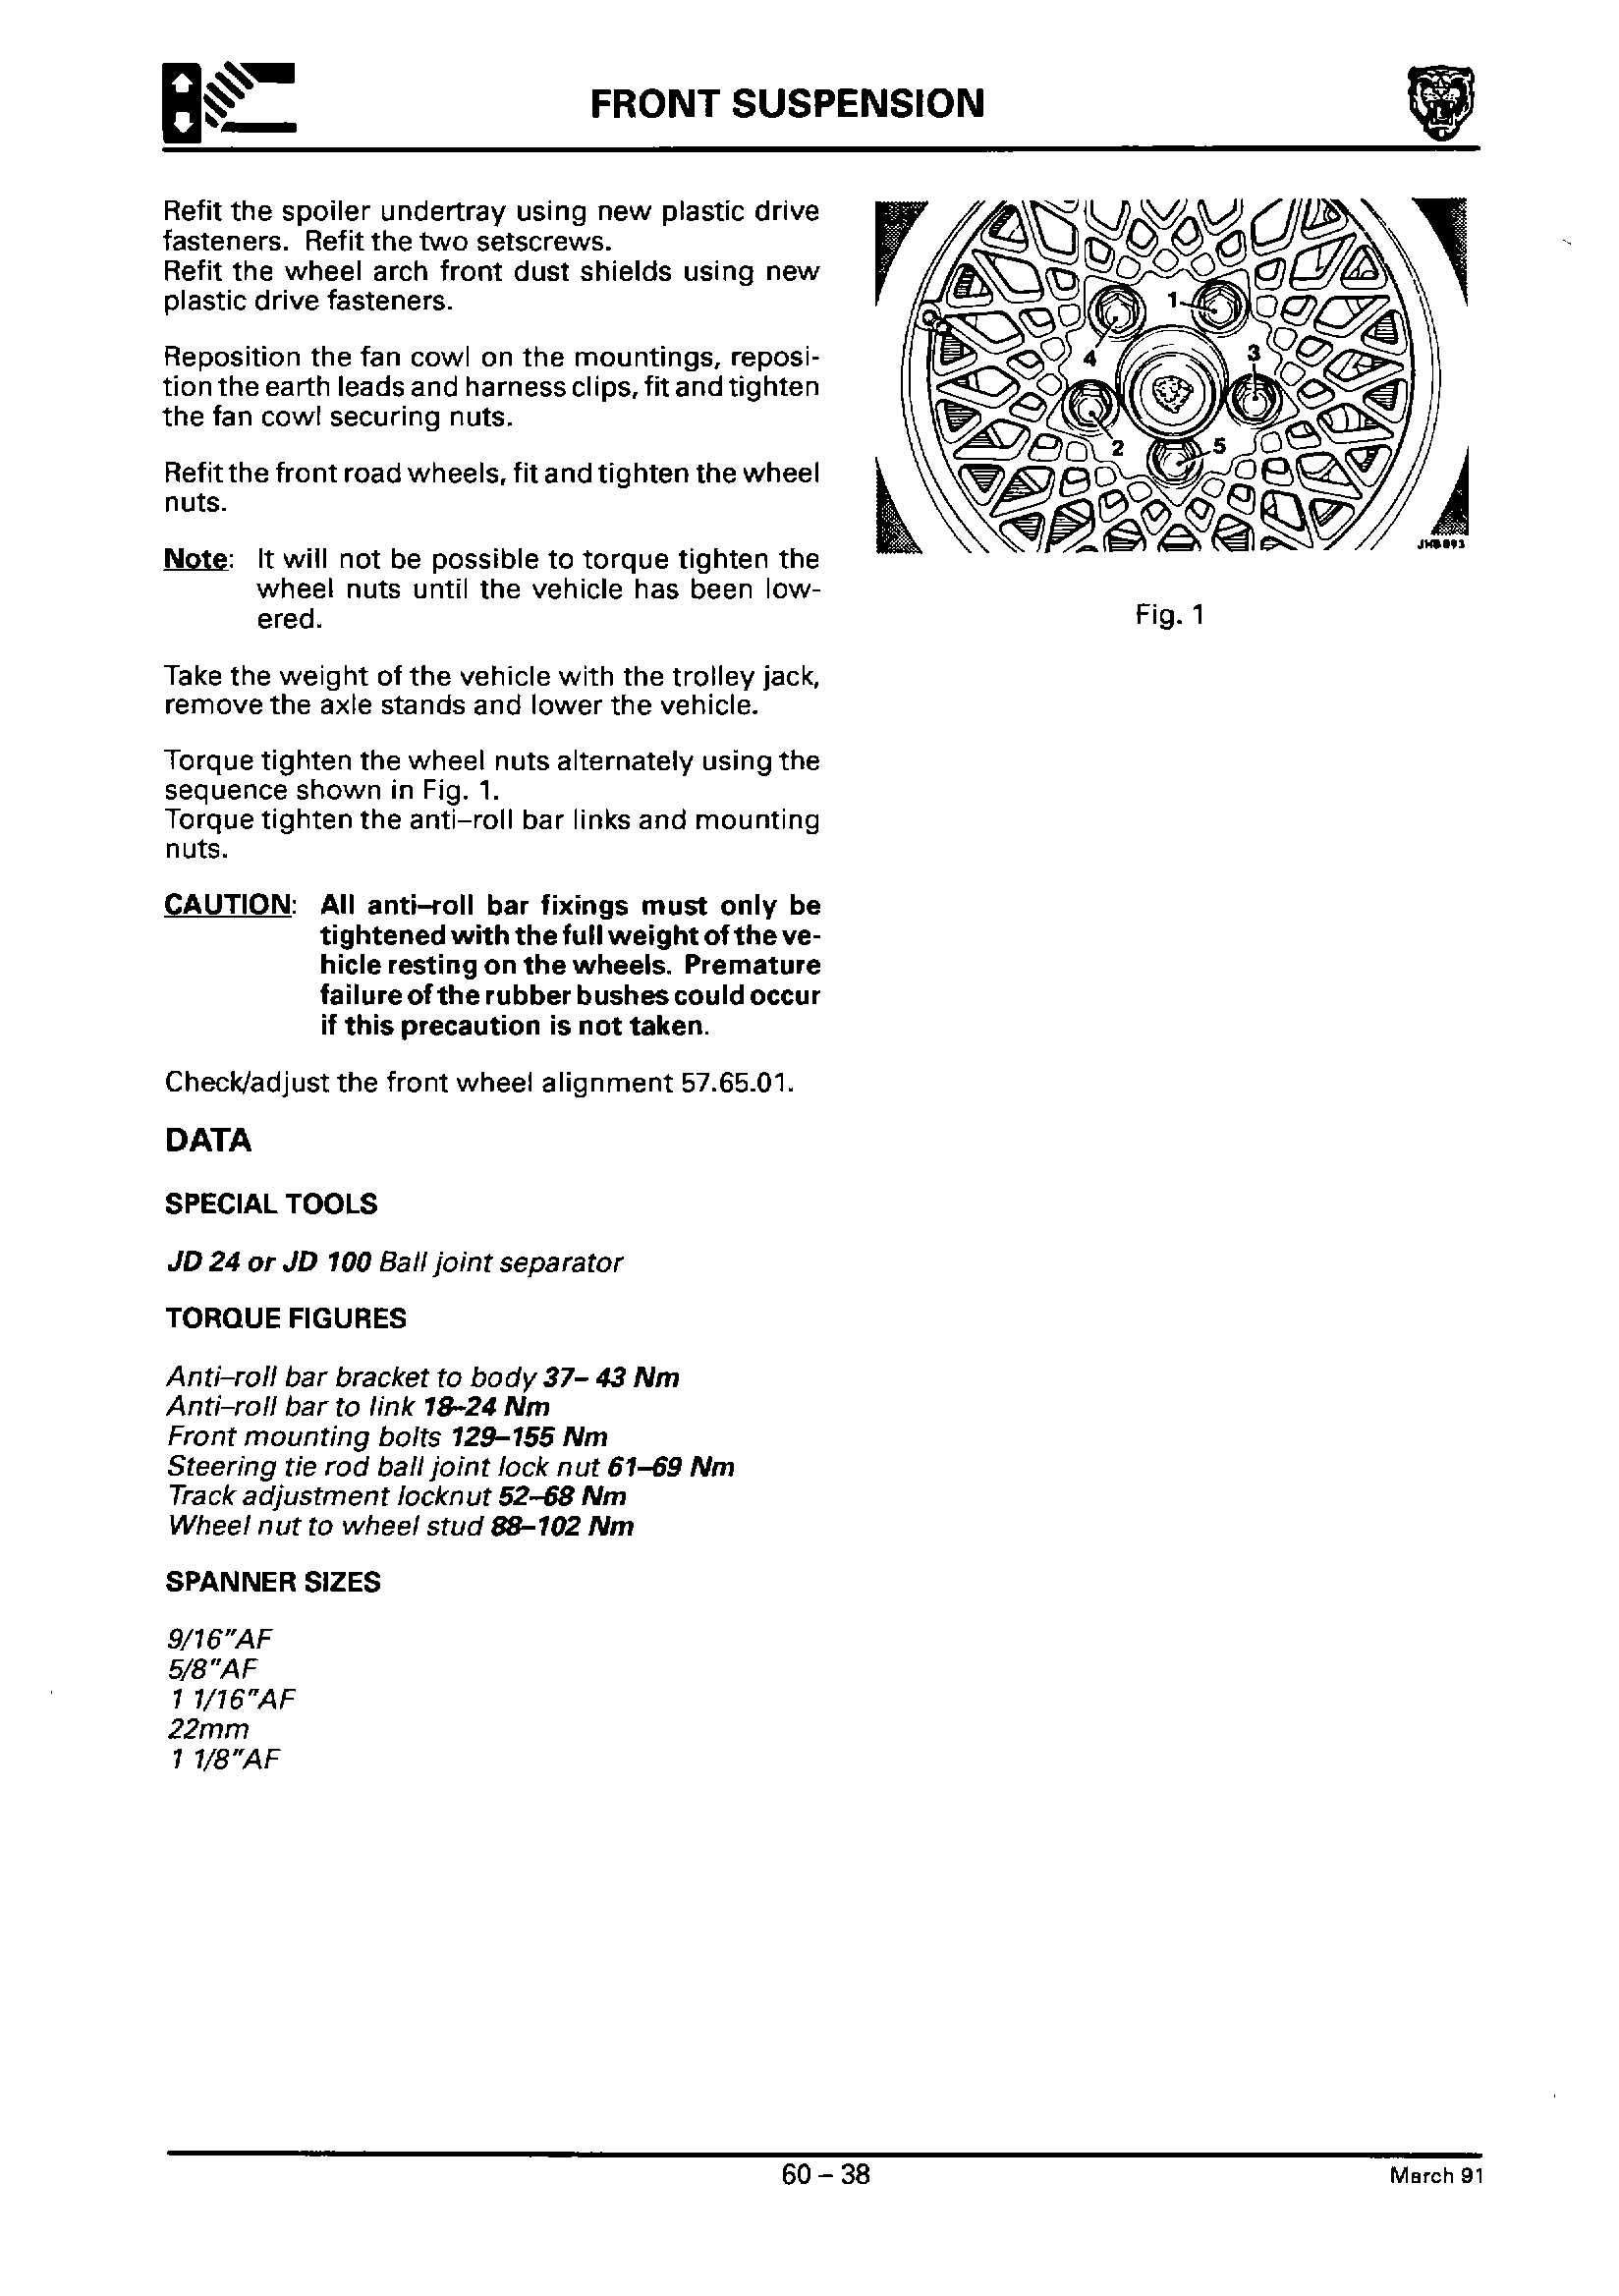 FRONT SUSPENSION
Refit the spoiler undertray using new plastic drive
fasteners. Refit the two setscrews.
Refit the wheel arch front dust shields using new
plastic drive fasteners.
Reposition the fan cowl on the mountings, reposi-
tion the earth leads and harness clips, fit and tighten
the fan cowl securing nuts.
Refit the front road wheels, fit and tighten the wheel
nuts.
Note: It will not be possible to torque tighten the
wheel nuts until the vehicle has been low-
ered.
Take the weight of the vehicle with the trolley jack,
remove the axle stands and lower the vehicle.
Torque tighten the wheel nuts alternately using the
sequence shown in Fig. 1.
Torque tighten the anti–roll bar links and mounting
nuts.
CAUTION: All anti–roll bar fixings must only be
tightened with the full weight of the ve-
hicle resting on the wheels. Premature
failure of the rubber bushes could occur
if this precaution is not taken.
Check/adjust the front wheel alignment 57.65.01.
DATA
SPECIAL TOOLS
JD 24 or JD 100 Ball joint separator
TORQUE FIGURES
Anti–roll bar bracket to body 37– 43 Nm
Anti–roll bar to link 18–24 Nm
Front mounting bolts 129–155 Nm
Steering tie rod ball joint lock nut 61–69 Nm
Track adjustment locknut 52–68 Nm
Wheel nut to wheel stud 88–102 Nm
SPANNER SIZES
9/16"AF
5/8"AF
1 1/16"AF
22mm
1 1/8"AF
1
4
3
2
5
Fig. 1
60 – 38
March 91